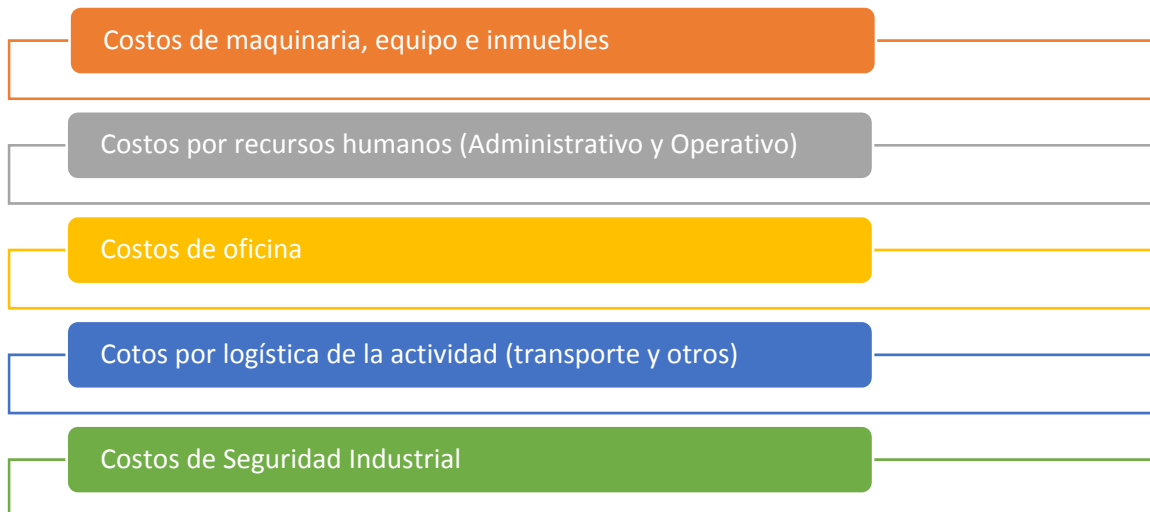 Costos de maquinaria, equipo e inmuebles
Costos por recursos humanos (Administrativo y Operativo)
Costos de oficina
Cotos por logística de la actividad (transporte y otros)
Costos de Seguridad Industrial